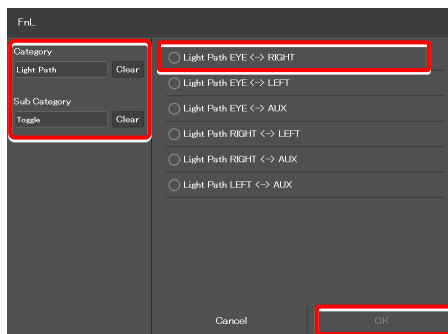 FnL
Category
Light Path
Clear
Sub Category
Toggle
Clear
Light Path EYE <-> RIGHT
Light Path EYE <-> LEFT
Light Path EYE <-> AUX
Light Path RIGHT <-> LEFT
Light Path RIGHT <-> AUX
Light Path LEFT <-> AUX
Cancel
OK